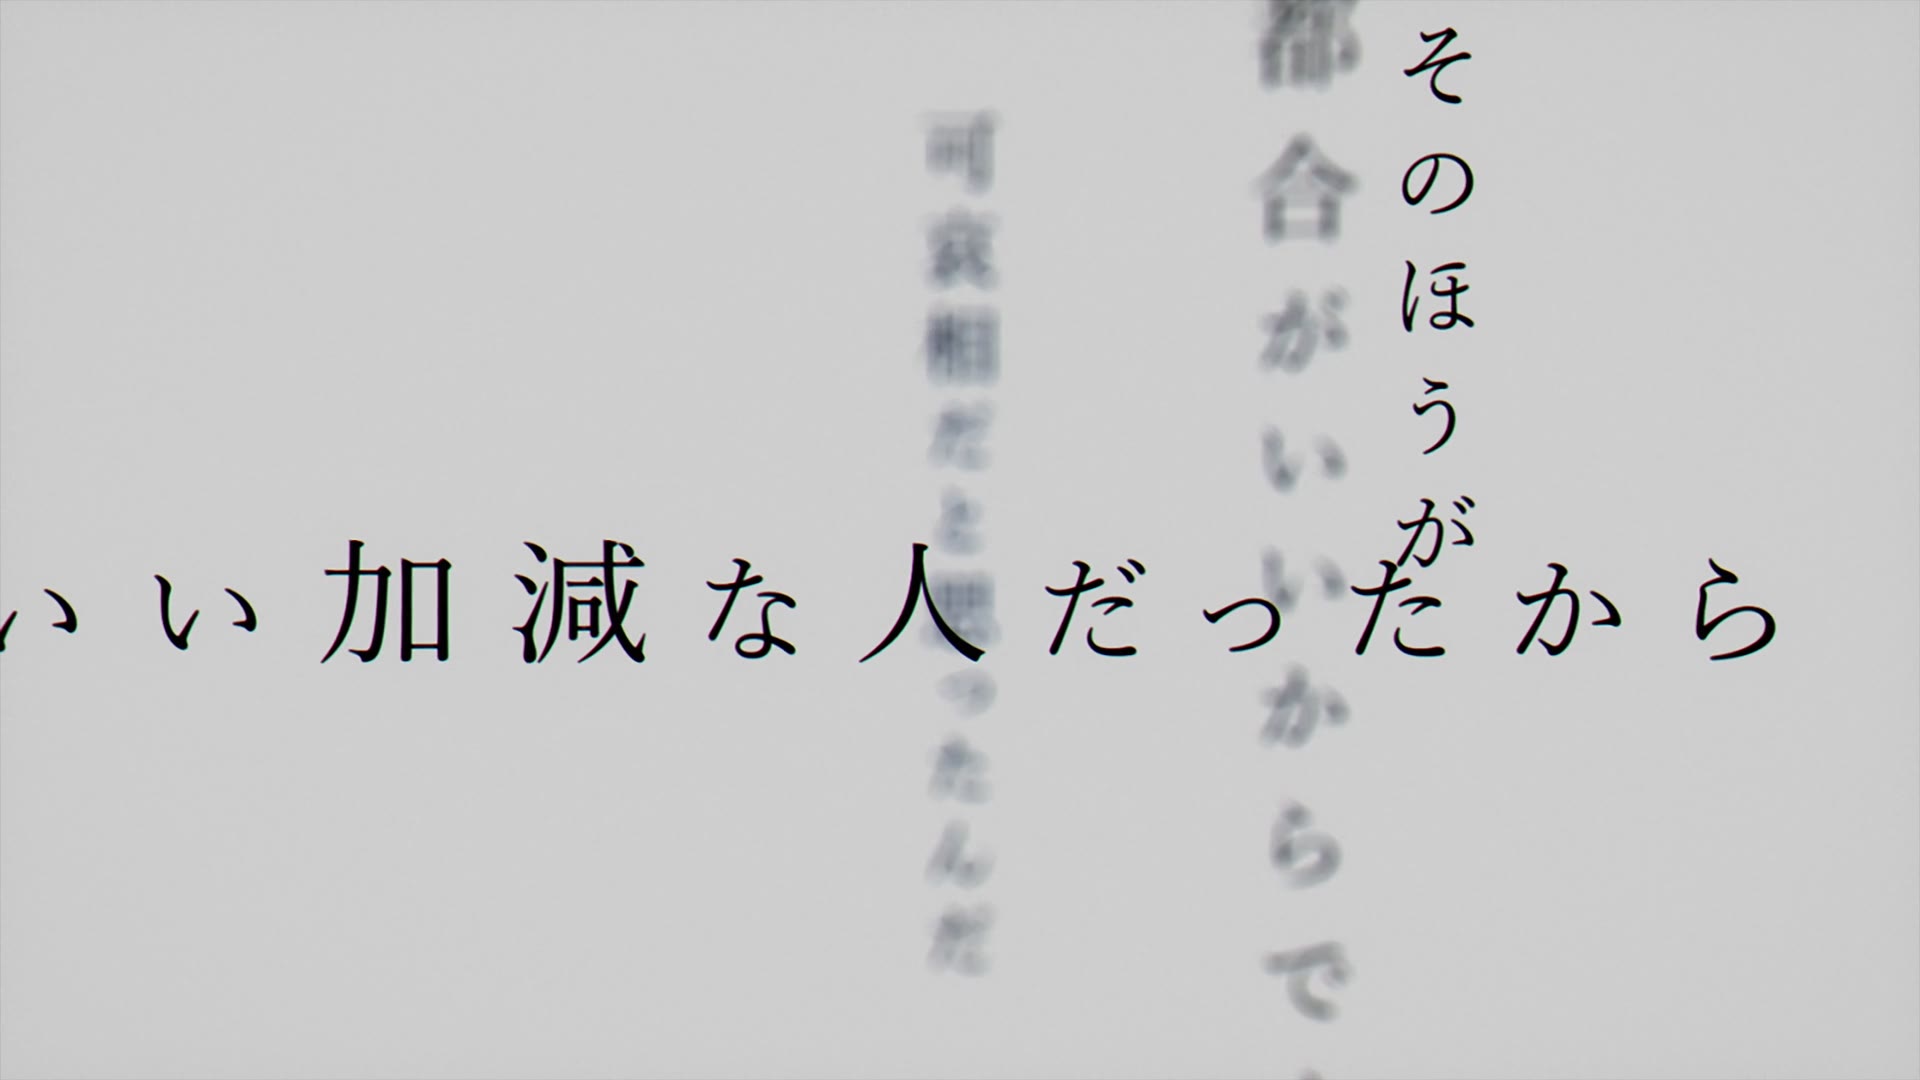 そのほうが
都合がいいからで
可哀相だと思ったんだ
いい加減な人だったから